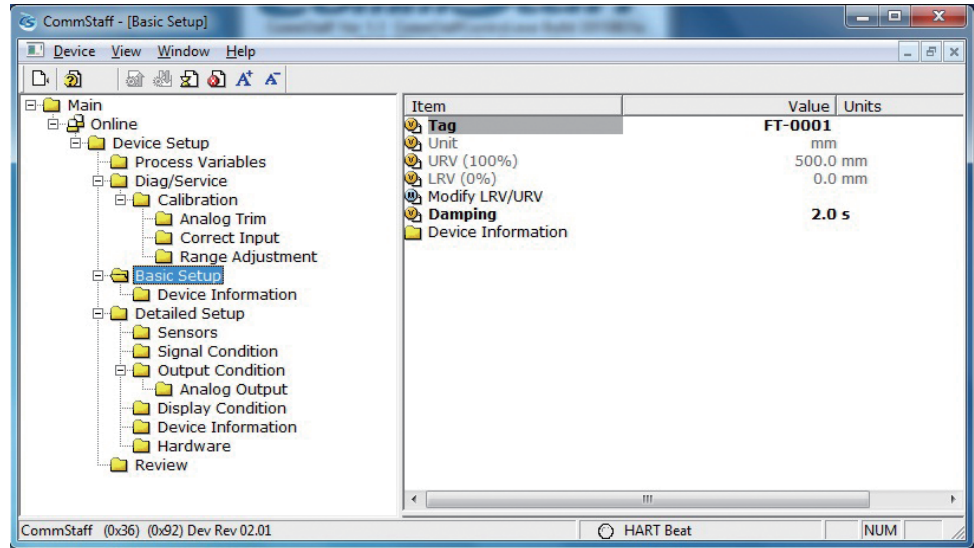 CommStaff - [Basic Setup]
Device View Window Help
Main
Online
Device Setup
Process Variables
Diag/Service
Calibration
Analog Trim
Correct Input
Range Adjustment
Basic Setup
Device Information
Detailed Setup
Sensors
Signal Condition
Output Condition
Analog Output
Display Condition
Device Information
Hardware
Review
Item Value Units
Tag FT-0001
Unit mm
URV (100%) 500.0 mm
LRV (0%) 0.0 mm
Modify LRV/URV
Damping 2.0 s
Device Information
CommStaff (0x36) (0x92) Dev Rev 02.01 HART Beat NUM